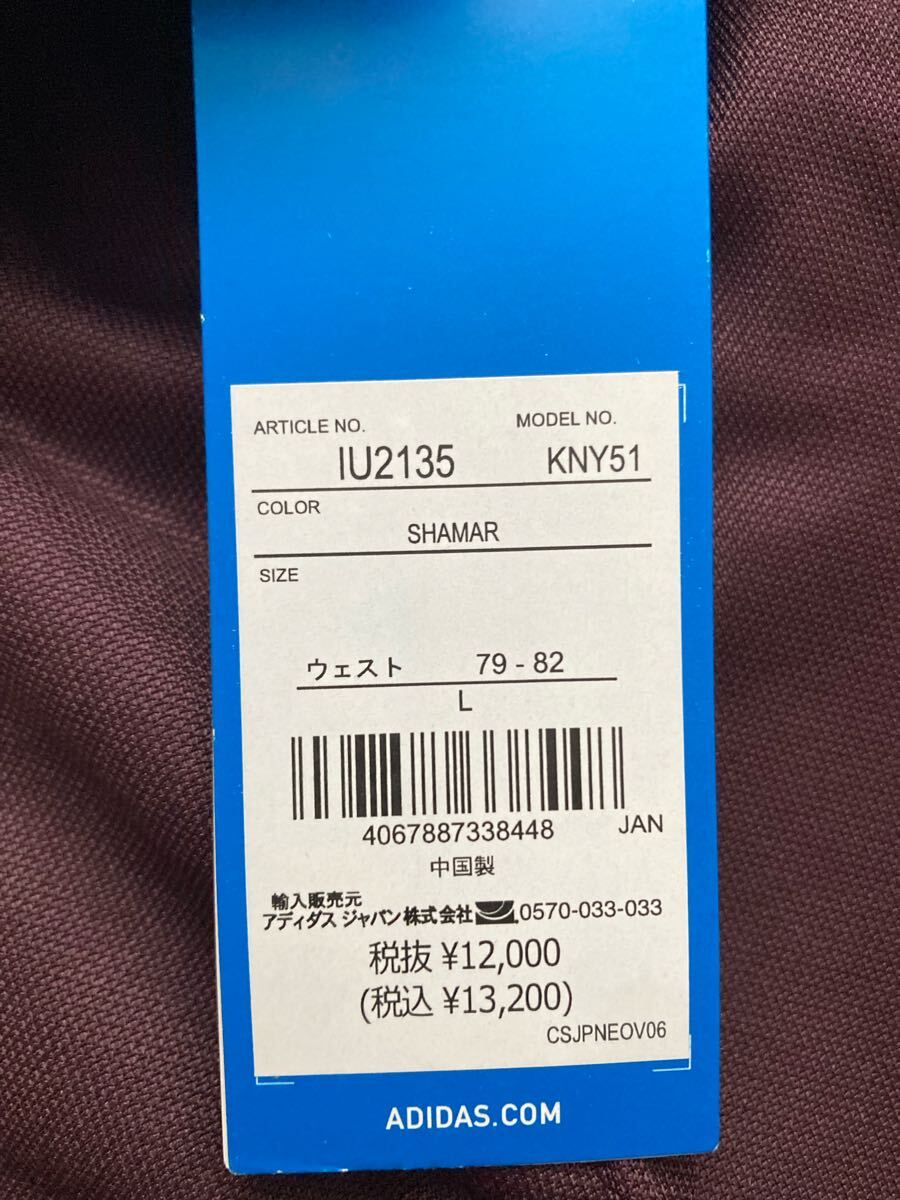 ARTICLE NO. MODEL NO.
IU2135 KNY51
COLOR
SHAMAR
SIZE
ウェスト 79 - 82
L
4067887338448 JAN
中国製
輸入販売元
アディダス ジャパン株式会社 0570-033-033
税抜 ¥12,000
(税込 ¥13,200)
CSJPNEOV06
ADIDAS.COM